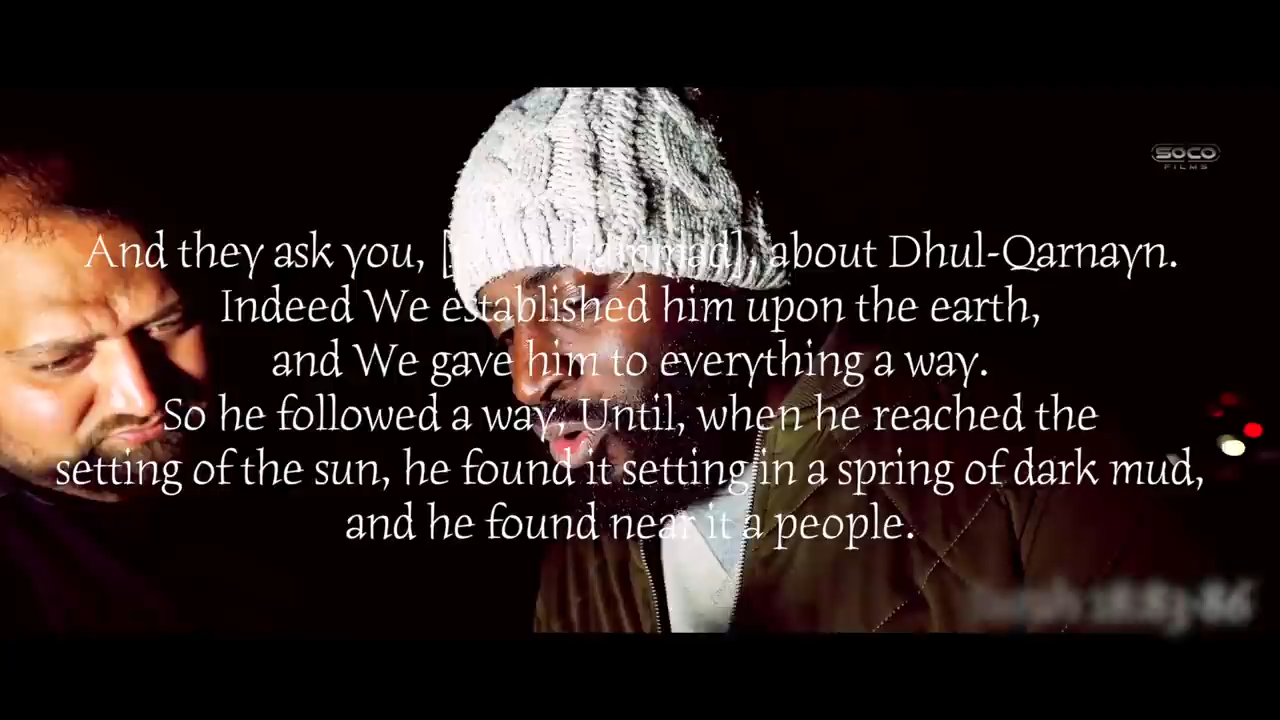 SOCO
FILMS
And they ask you, about Dhul-Qarnayn.
Indeed We established him upon the earth,
and We gave him to everything a way.
So he followed a way, Until, when he reached the
setting of the sun, he found it setting in a spring of dark mud,
and he found near it a people.